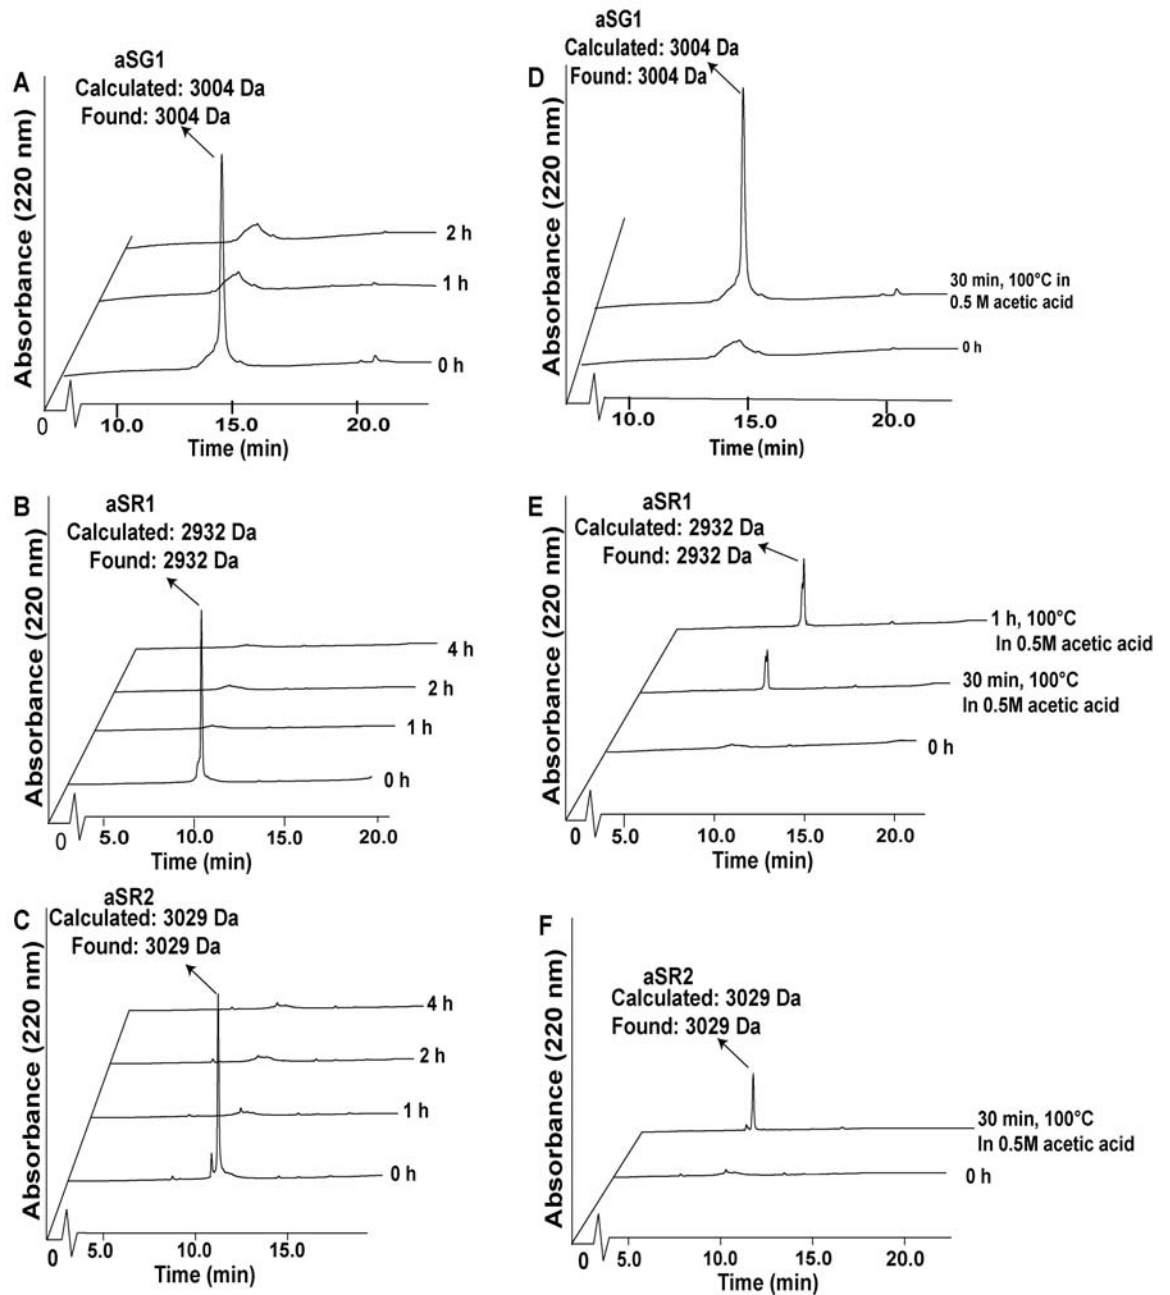 A
aSG1
Calculated: 3004 Da
Found: 3004 Da
Absorbance (220 nm)
2 h
1 h
0 h
0
10.0
15.0
20.0
Time (min)
D
aSG1
Calculated: 3004 Da
Found: 3004 Da
Absorbance (220 nm)
30 min, 100°C in
0.5 M acetic acid
0 h
10.0
15.0
20.0
Time (min)
B
aSR1
Calculated: 2932 Da
Found: 2932 Da
Absorbance (220 nm)
4 h
2 h
1 h
0 h
0
5.0
10.0
15.0
20.0
Time (min)
E
aSR1
Calculated: 2932 Da
Found: 2932 Da
Absorbance (220 nm)
1 h, 100°C
In 0.5M acetic acid
30 min, 100°C
In 0.5M acetic acid
0 h
0
5.0
10.0
15.0
20.0
Time (min)
C
aSR2
Calculated: 3029 Da
Found: 3029 Da
Absorbance (220 nm)
4 h
2 h
1 h
0 h
0
5.0
10.0
15.0
Time (min)
F
aSR2
Calculated: 3029 Da
Found: 3029 Da
Absorbance (220 nm)
30 min, 100°C
In 0.5M acetic acid
0 h
0
5.0
10.0
15.0
20.0
Time (min)